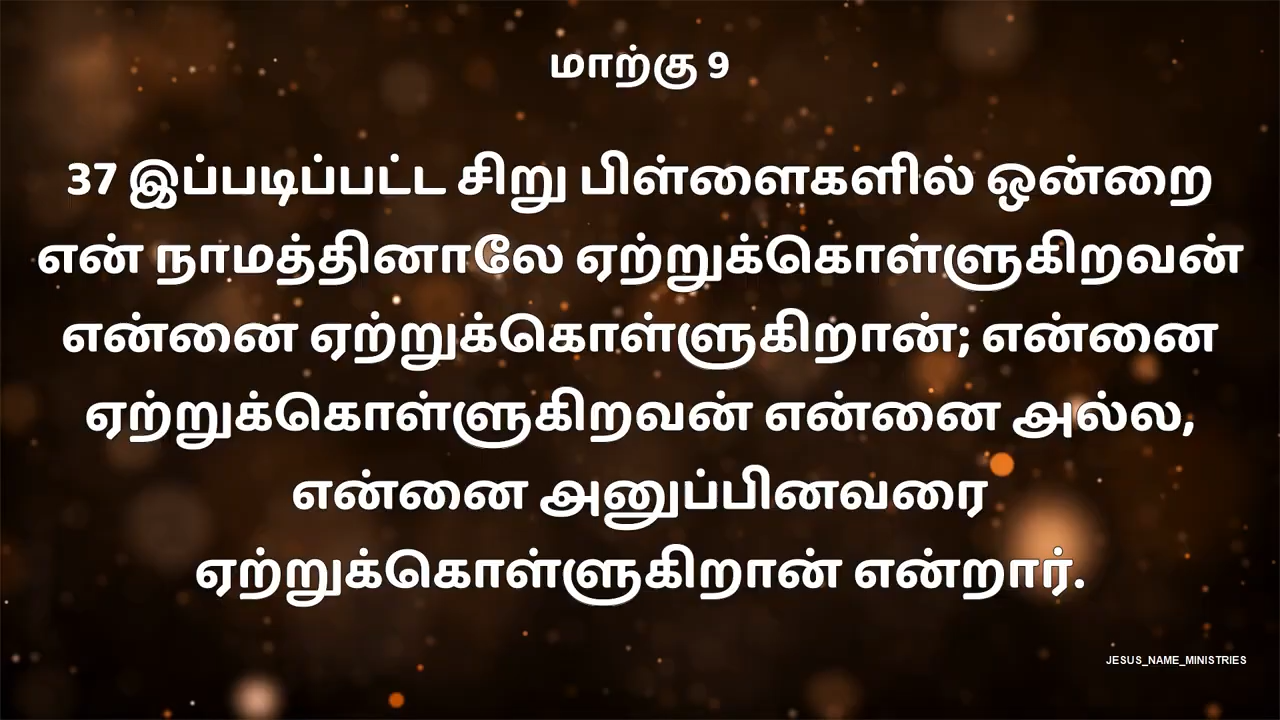 மாற்கு 9
37 இப்படிப்பட்ட சிறு பிள்ளைகளில் ஒன்றை
என் நாமத்தினாலே ஏற்றுக்கொள்ளுகிறவன்
என்னை ஏற்றுக்கொள்ளுகிறான்; என்னை
ஏற்றுக்கொள்ளுகிறவன் என்னை அல்ல,
என்னை அனுப்பினவரை
ஏற்றுக்கொள்ளுகிறான் என்றார்.
JESUS_NAME_MINISTRIES